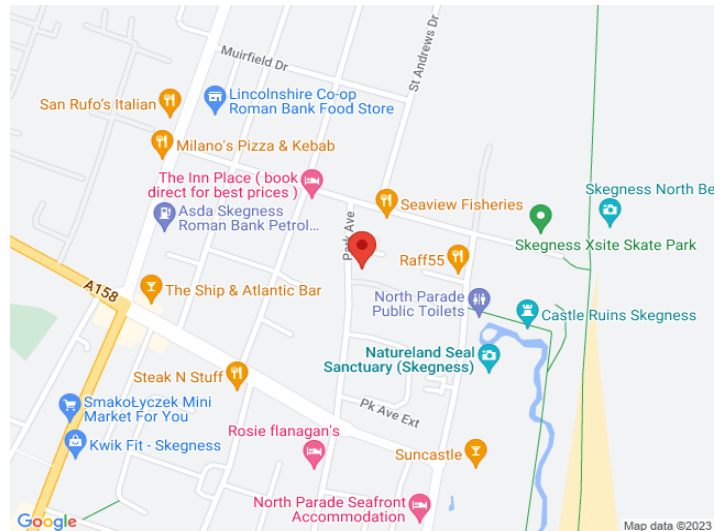 Muirfield Dr
St Andrews Dr
San Rufo's Italian
Lincolnshire Co-op
Roman Bank Food Store
Milano's Pizza & Kebab
The Inn Place ( book
direct for best prices )
Seaview Fisheries
Skegness North Be
Asda Skegness
Roman Bank Petrol...
Park Ave
Skegness Xsite Skate Park
Raff55
A158
The Ship & Atlantic Bar
North Parade
Public Toilets
Castle Ruins Skegness
Natureland Seal
Sanctuary (Skegness)
Steak N Stuff
SmakoŁyczek Mini
Market For You
Pk Ave Ext
Kwik Fit - Skegness
Rosie flanagan's
Suncastle
North Parade Seafront
Accommodation
Google
Map data ©2023